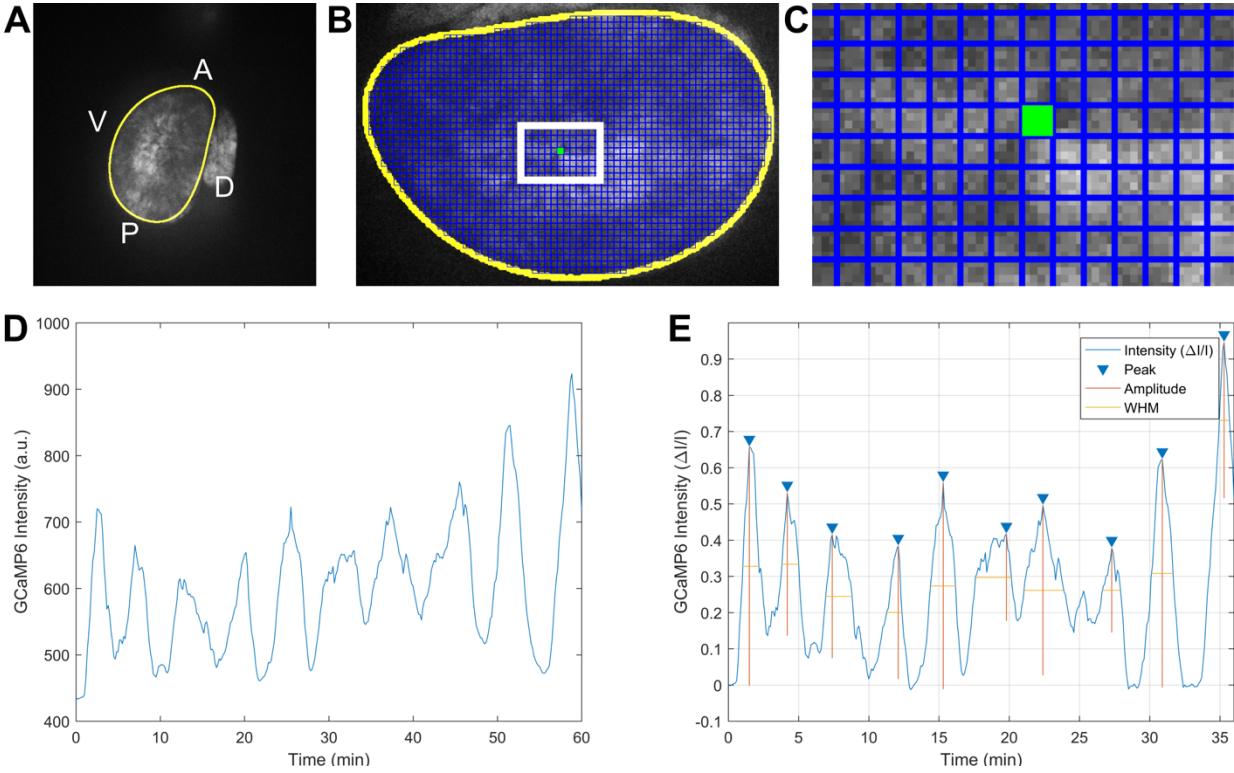 A
B
C
A
V
D
P
D
1000
900
800
700
600
500
400
0
10
20
30
40
50
60
GCaMP6 Intensity (a.u.)
Time (min)
E
0.9
0.8
0.7
0.6
0.5
0.4
0.3
0.2
0.1
0
-0.1
0
5
10
15
20
25
30
35
GCaMP6 Intensity (ΔI/I)
Time (min)
Intensity (ΔI/I)
Peak
Amplitude
WHM